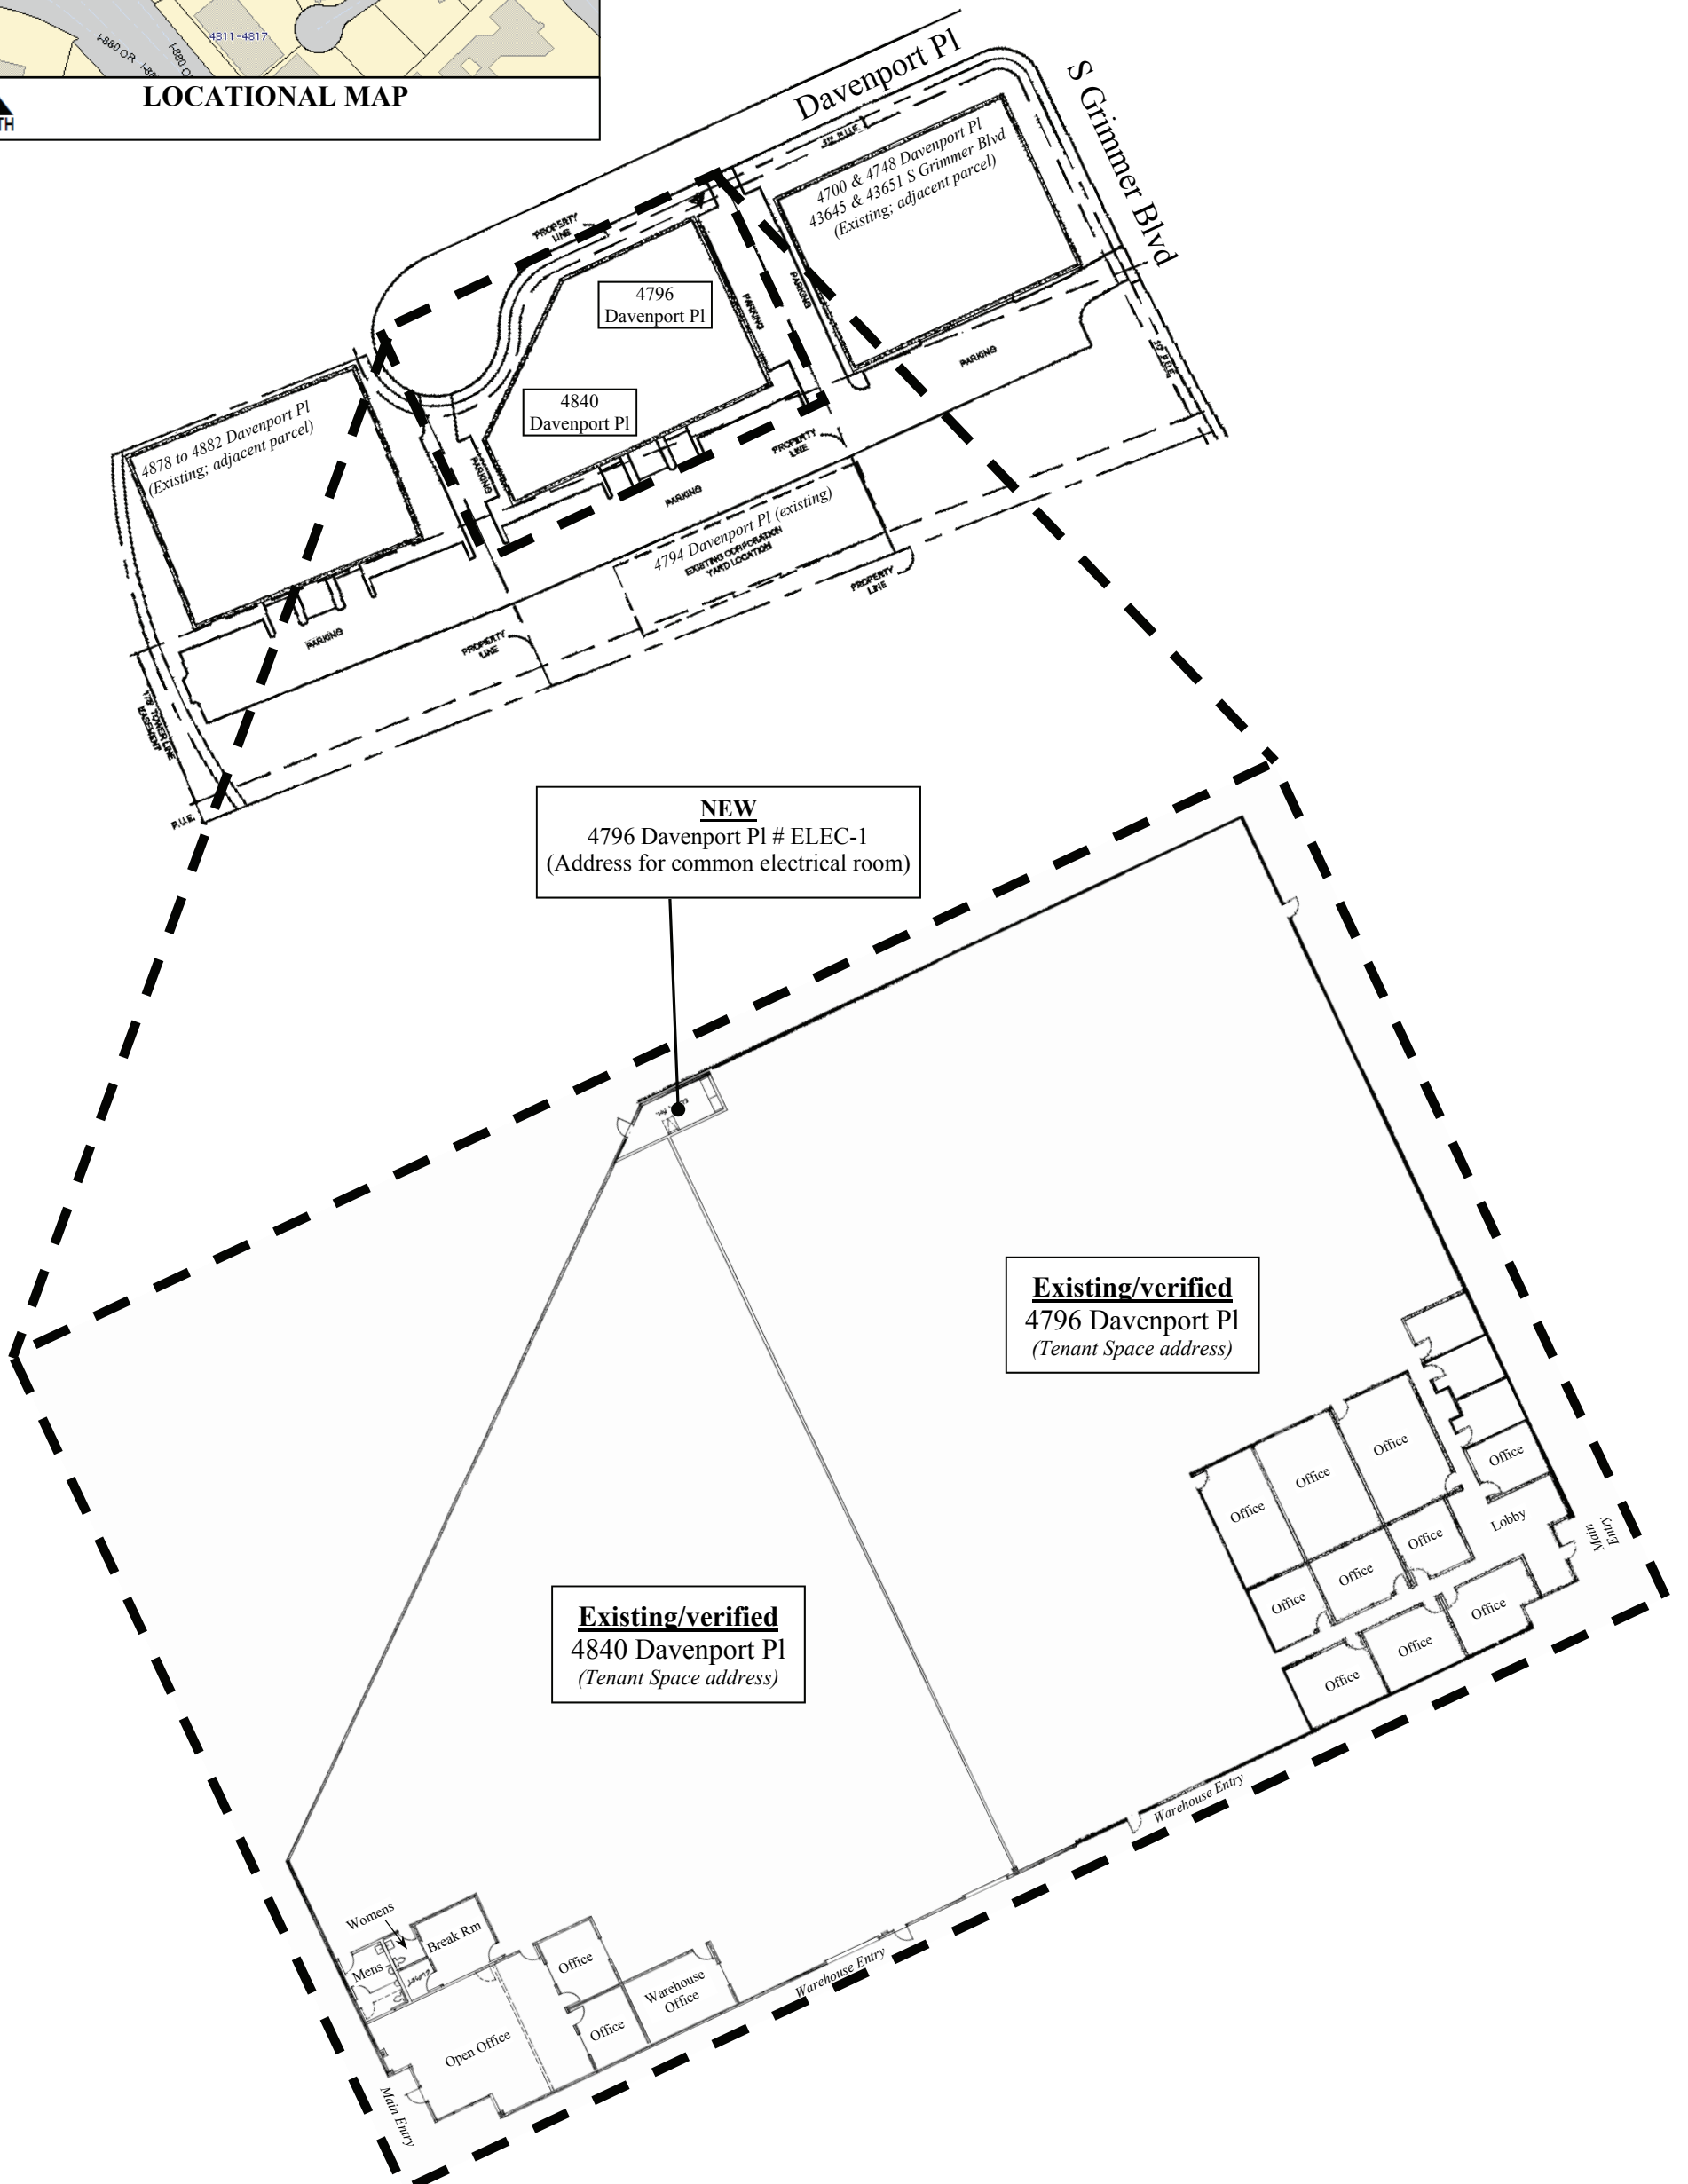 4811-4817
I-880 OR
LOCATIONAL MAP
TH
Davenport Pl
S Grimmer Blvd
4700 & 4748 Davenport Pl
43645 & 43651 S Grimmer Blvd
(Existing; adjacent parcel)
PROPERTY
LINE
4796
Davenport Pl
PARKING
PARKING
PARKING
4840
Davenport Pl
4878 to 4882 Davenport Pl
(Existing; adjacent parcel)
PARKING
PROPERTY
LINE
PARKING
4794 Davenport Pl (existing)
EXISTING CORPORATION
YARD LOCATION
PROPERTY
LINE
PARKING
PROPERTY
LINE
TOWER LINE
EASEMENT
P.U.E.
NEW
4796 Davenport Pl # ELEC-1
(Address for common electrical room)
Existing/verified
4796 Davenport Pl
(Tenant Space address)
Office
Office
Office
Office
Lobby
Main
Entry
Office
Office
Office
Office
Office
Office
Existing/verified
4840 Davenport Pl
(Tenant Space address)
Warehouse Entry
Warehouse Entry
Womens
Break Rm
Mens
Office
Warehouse
Office
Office
Open Office
Main Entry